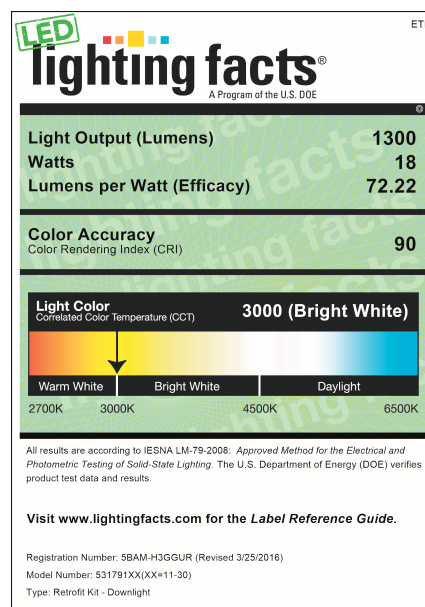 LED
ET
lighting facts®
A Program of the U.S. DOE
Light Output (Lumens) 1300
Watts 18
Lumens per Watt (Efficacy) 72.22
Color Accuracy
Color Rendering Index (CRI) 90
Light Color
Correlated Color Temperature (CCT) 3000 (Bright White)
Warm White Bright White Daylight
2700K 3000K 4500K 6500K
All results are according to IESNA LM-79-2008: Approved Method for the Electrical and
Photometric Testing of Solid-State Lighting. The U.S. Department of Energy (DOE) verifies
product test data and results.
Visit www.lightingfacts.com for the Label Reference Guide.
Registration Number: 5BAM-H3GGUR (Revised 3/25/2016)
Model Number: 531791XX(XX=11-30)
Type: Retrofit Kit - Downlight